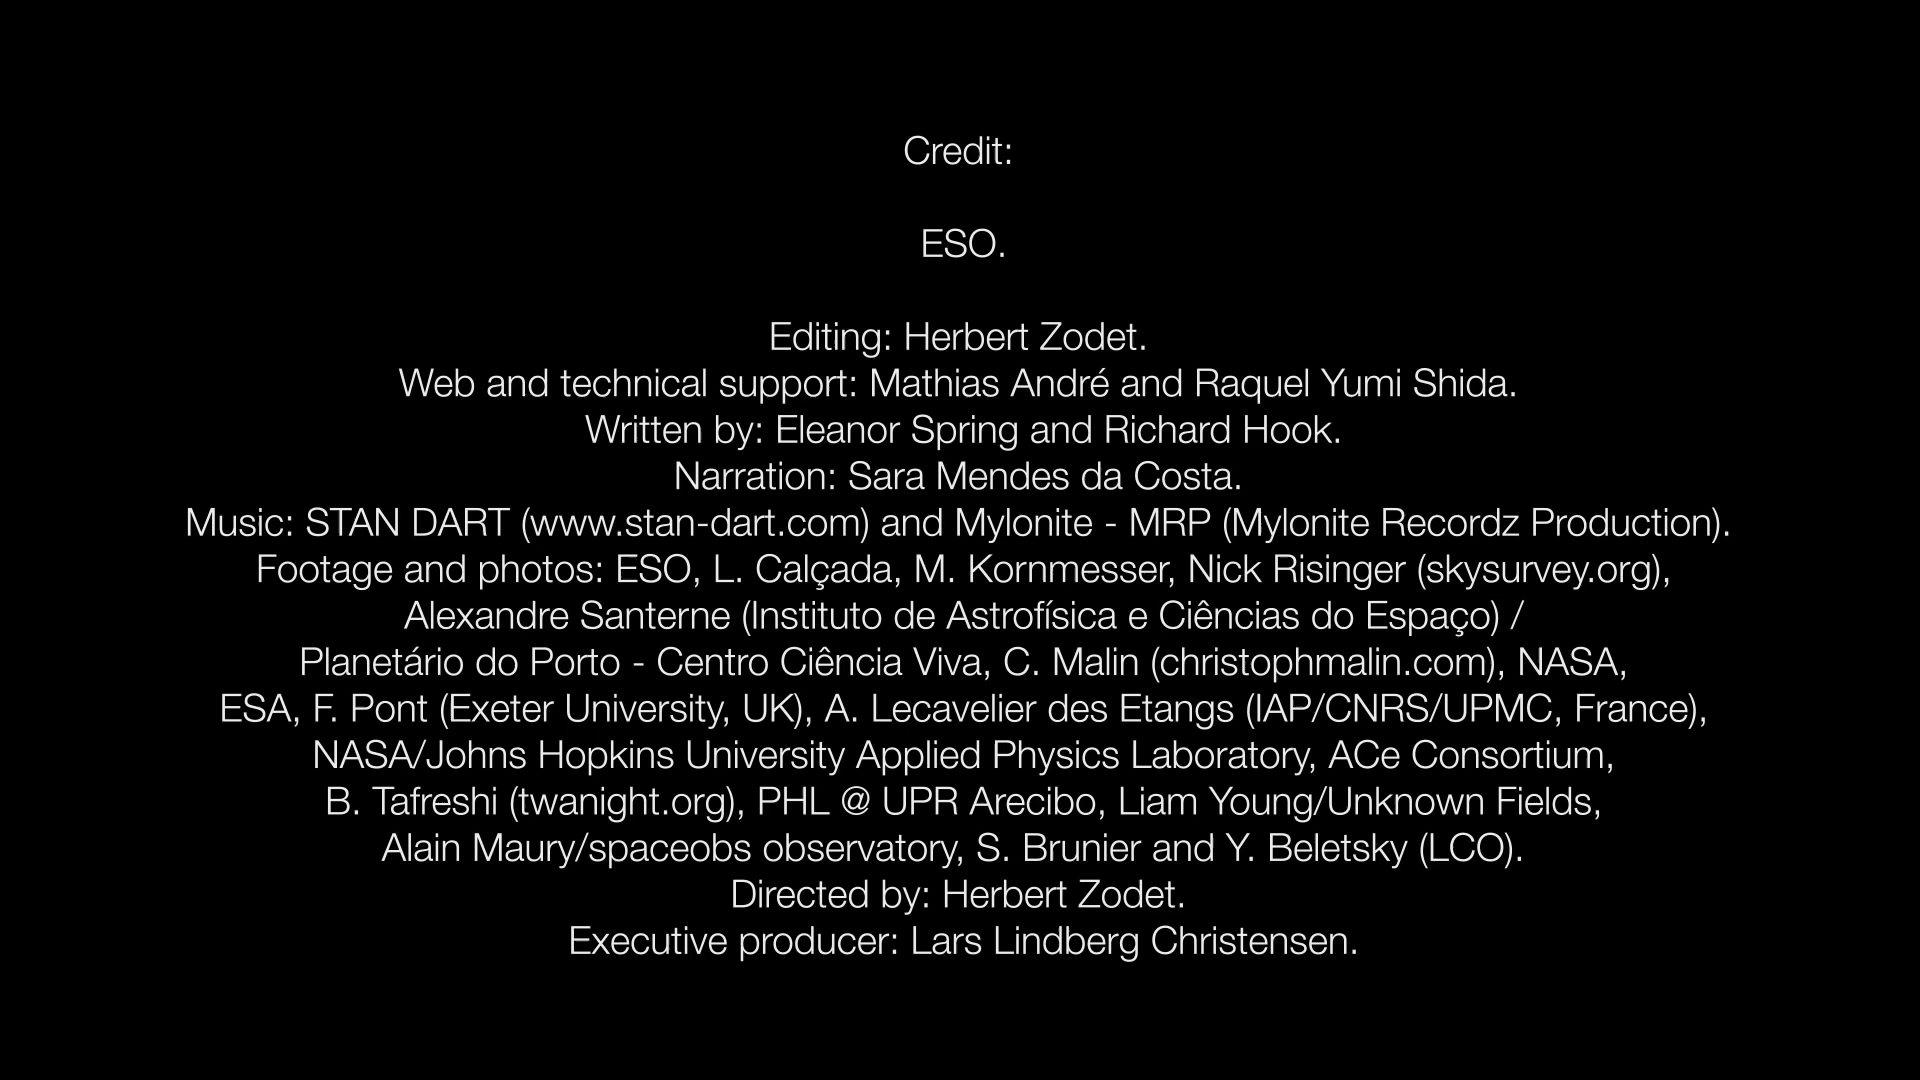 Credit:
ESO.
Editing: Herbert Zodet.
Web and technical support: Mathias André and Raquel Yumi Shida.
Written by: Eleanor Spring and Richard Hook.
Narration: Sara Mendes da Costa.
Music: STAN DART (www.stan-dart.com) and Mylonite - MRP (Mylonite Recordz Production).
Footage and photos: ESO, L. Calçada, M. Kornmesser, Nick Risinger (skysurvey.org),
Alexandre Santerne (Instituto de Astrofísica e Ciências do Espaço) /
Planetário do Porto - Centro Ciência Viva, C. Malin (christophmalin.com), NASA,
ESA, F. Pont (Exeter University, UK), A. Lecavelier des Etangs (IAP/CNRS/UPMC, France),
NASA/Johns Hopkins University Applied Physics Laboratory, ACe Consortium,
B. Tafreshi (twanight.org), PHL @ UPR Arecibo, Liam Young/Unknown Fields,
Alain Maury/spaceobs observatory, S. Brunier and Y. Beletsky (LCO).
Directed by: Herbert Zodet.
Executive producer: Lars Lindberg Christensen.